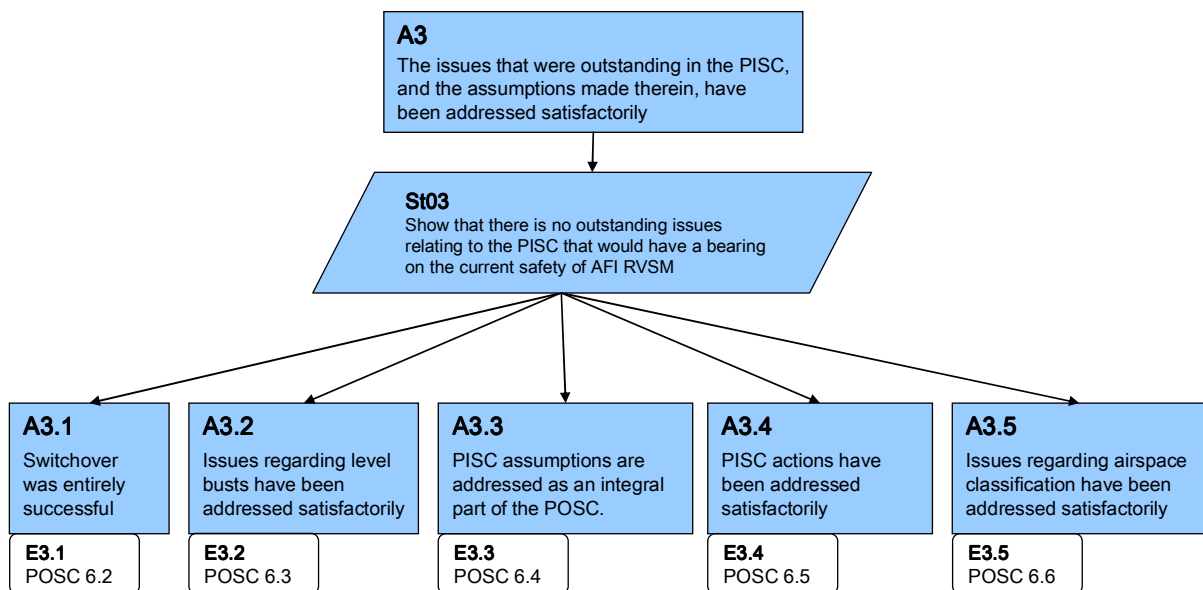 A3
The issues that were outstanding in the PISC,
and the assumptions made therein, have
been addressed satisfactorily
St03
Show that there is no outstanding issues
relating to the PISC that would have a bearing
on the current safety of AFI RVSM
A3.1
Switchover
was entirely
successful
E3.1
POSC 6.2
A3.2
Issues regarding level
busts have been
addressed satisfactorily
E3.2
POSC 6.3
A3.3
PISC assumptions are
addressed as an integral
part of the POSC.
E3.3
POSC 6.4
A3.4
PISC actions have
been addressed
satisfactorily
E3.4
POSC 6.5
A3.5
Issues regarding airspace
classification have been
addressed satisfactorily
E3.5
POSC 6.6